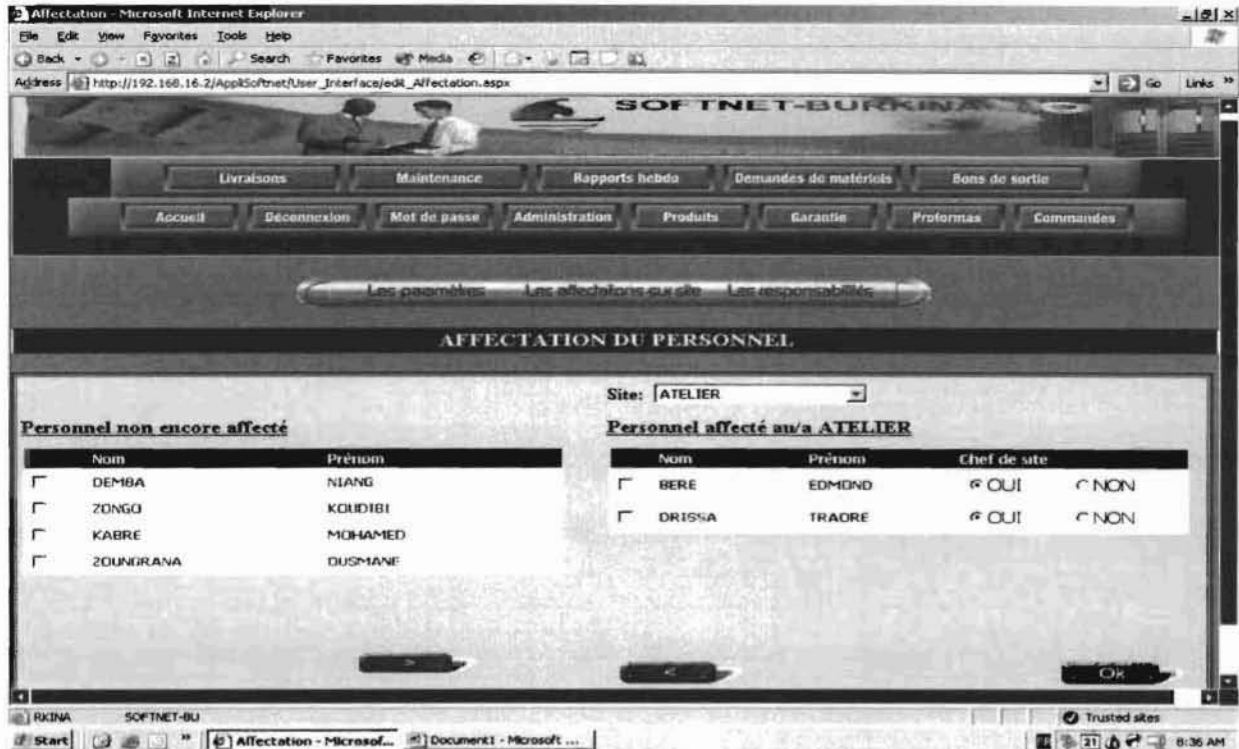 Affectation - Microsoft Internet Explorer
File Edit View Favorites Tools Help
Back Search Favorites Media
Address http://192.168.16.2/AppliSoftnet/User_Interface/edit_Affectation.aspx Go Links »
SOFTNET-BURKINA
Livraisons Maintenance Rapports hebdo Demandes de matériels Bons de sortie
Accueil Déconnexion Mot de passe Administration Produits Garantie Proformas Commandes
Les paramètres Les affectations sur site Les responsabilités
AFFECTATION DU PERSONNEL
Site: ATELIER
Personnel non encore affecté Personnel affecté au/a ATELIER
Nom Prénom Nom Prénom Chef de site
DEMBA NIANG BERE EDMOND OUI NON
ZONGO KOUDIBI DRISSA TRAORE OUI NON
KABRE MOHAMED
ZOUNGRANA OUSMANE
> < Ok
RKINA SOFTNET-BU Trusted sites
Start » Affectation - Microsof... Document1 - Microsoft ... 21 8:36 AM